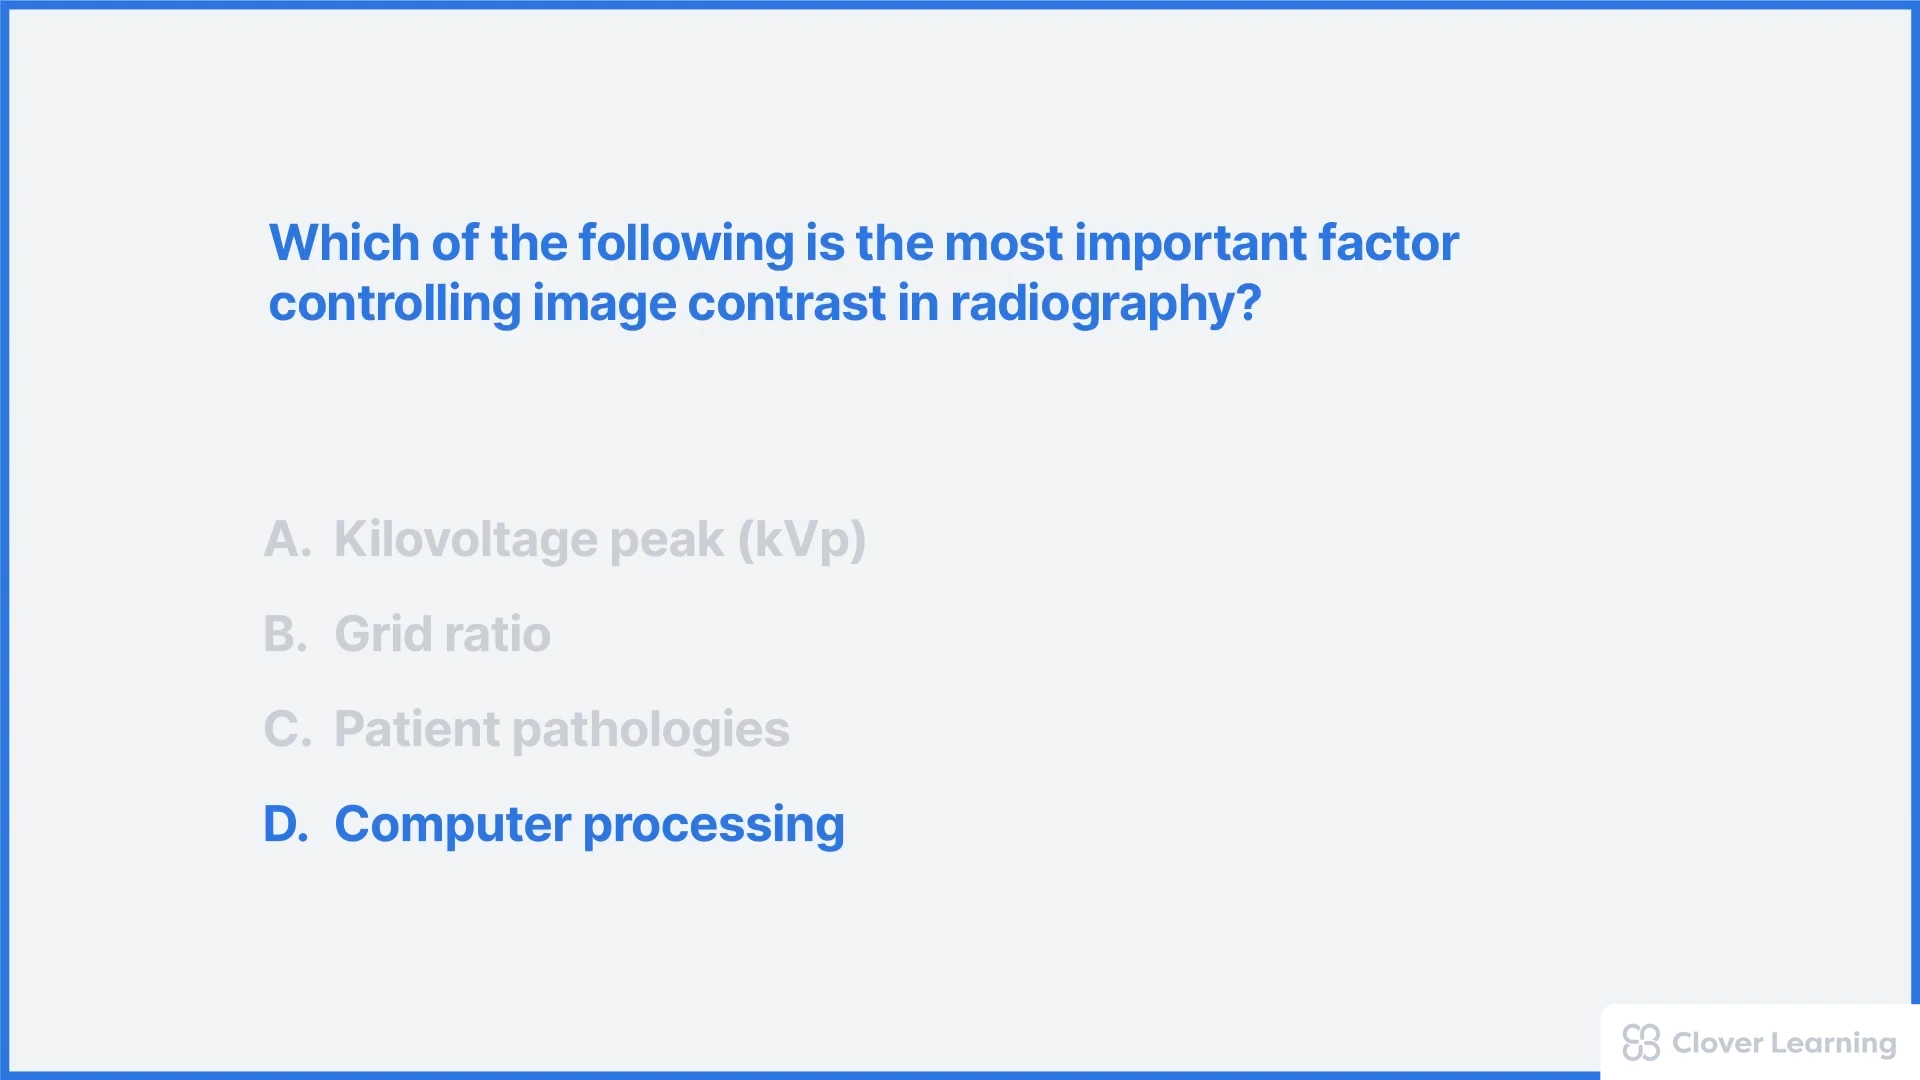 Which of the following is the most important factor
controlling image contrast in radiography?
A. Kilovoltage peak (kVp)
B. Grid ratio
C. Patient pathologies
D. Computer processing
Clover Learning